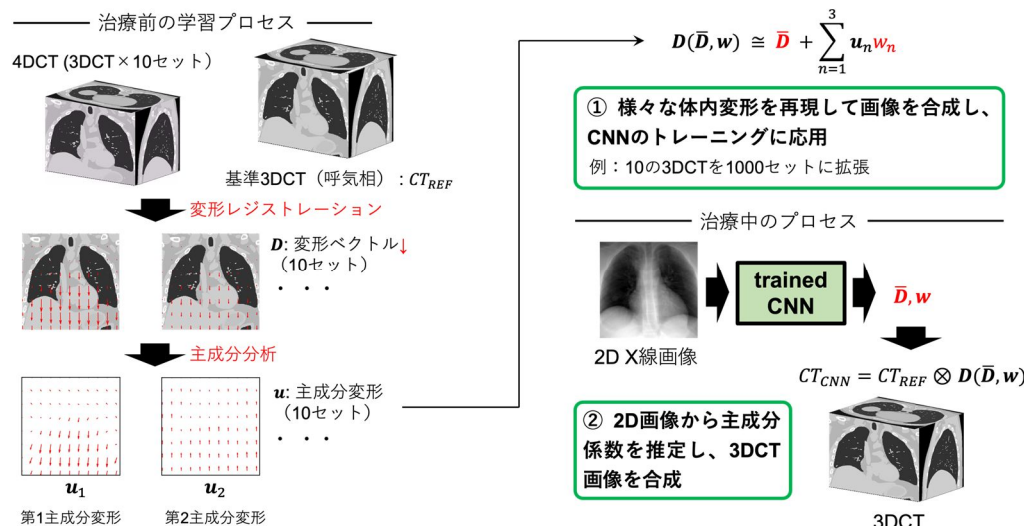 治療前の学習プロセス
4DCT (3DCT×10セット）
基準3DCT（呼気相）: CT_REF
変形レジストレーション
D: 変形ベクトル↓
（10セット）
・ ・ ・
主成分分析
u: 主成分変形
（10セット）
・ ・ ・
u₁
u₂
第1主成分変形
第2主成分変形
D(D̄, w) ≅ D̄ + ∑_{n=1}^{3} u_n w_n
① 様々な体内変形を再現して画像を合成し、
CNNのトレーニングに応用
例：10の3DCTを1000セットに拡張
治療中のプロセス
trained
CNN
D̄, w
2D X線画像
CT_CNN = CT_REF ⊗ D(D̄, w)
② 2D画像から主成分
係数を推定し、3DCT
画像を合成
3DCT